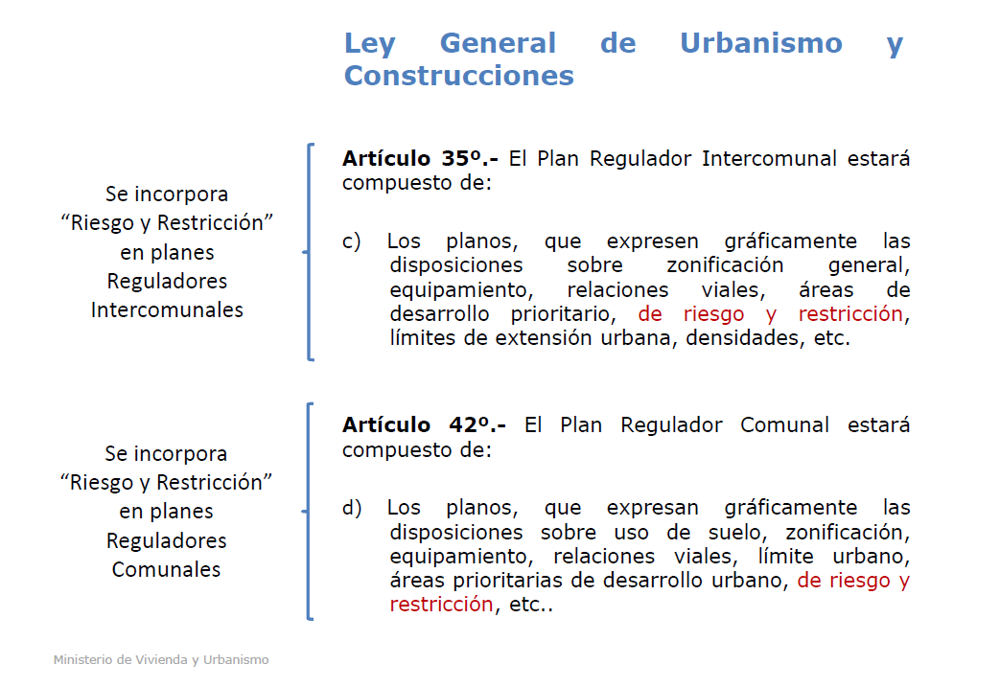 Ley General de Urbanismo y
Construcciones
Se incorpora
“Riesgo y Restricción”
en planes
Reguladores
Intercomunales
Artículo 35º.- El Plan Regulador Intercomunal estará
compuesto de:
c) Los planos, que expresen gráficamente las
disposiciones sobre zonificación general,
equipamiento, relaciones viales, áreas de
desarrollo prioritario, de riesgo y restricción,
límites de extensión urbana, densidades, etc.
Se incorpora
“Riesgo y Restricción”
en planes
Reguladores
Comunales
Artículo 42º.- El Plan Regulador Comunal estará
compuesto de:
d) Los planos, que expresan gráficamente las
disposiciones sobre uso de suelo, zonificación,
equipamiento, relaciones viales, límite urbano,
áreas prioritarias de desarrollo urbano, de riesgo y
restricción, etc..
Ministerio de Vivienda y Urbanismo